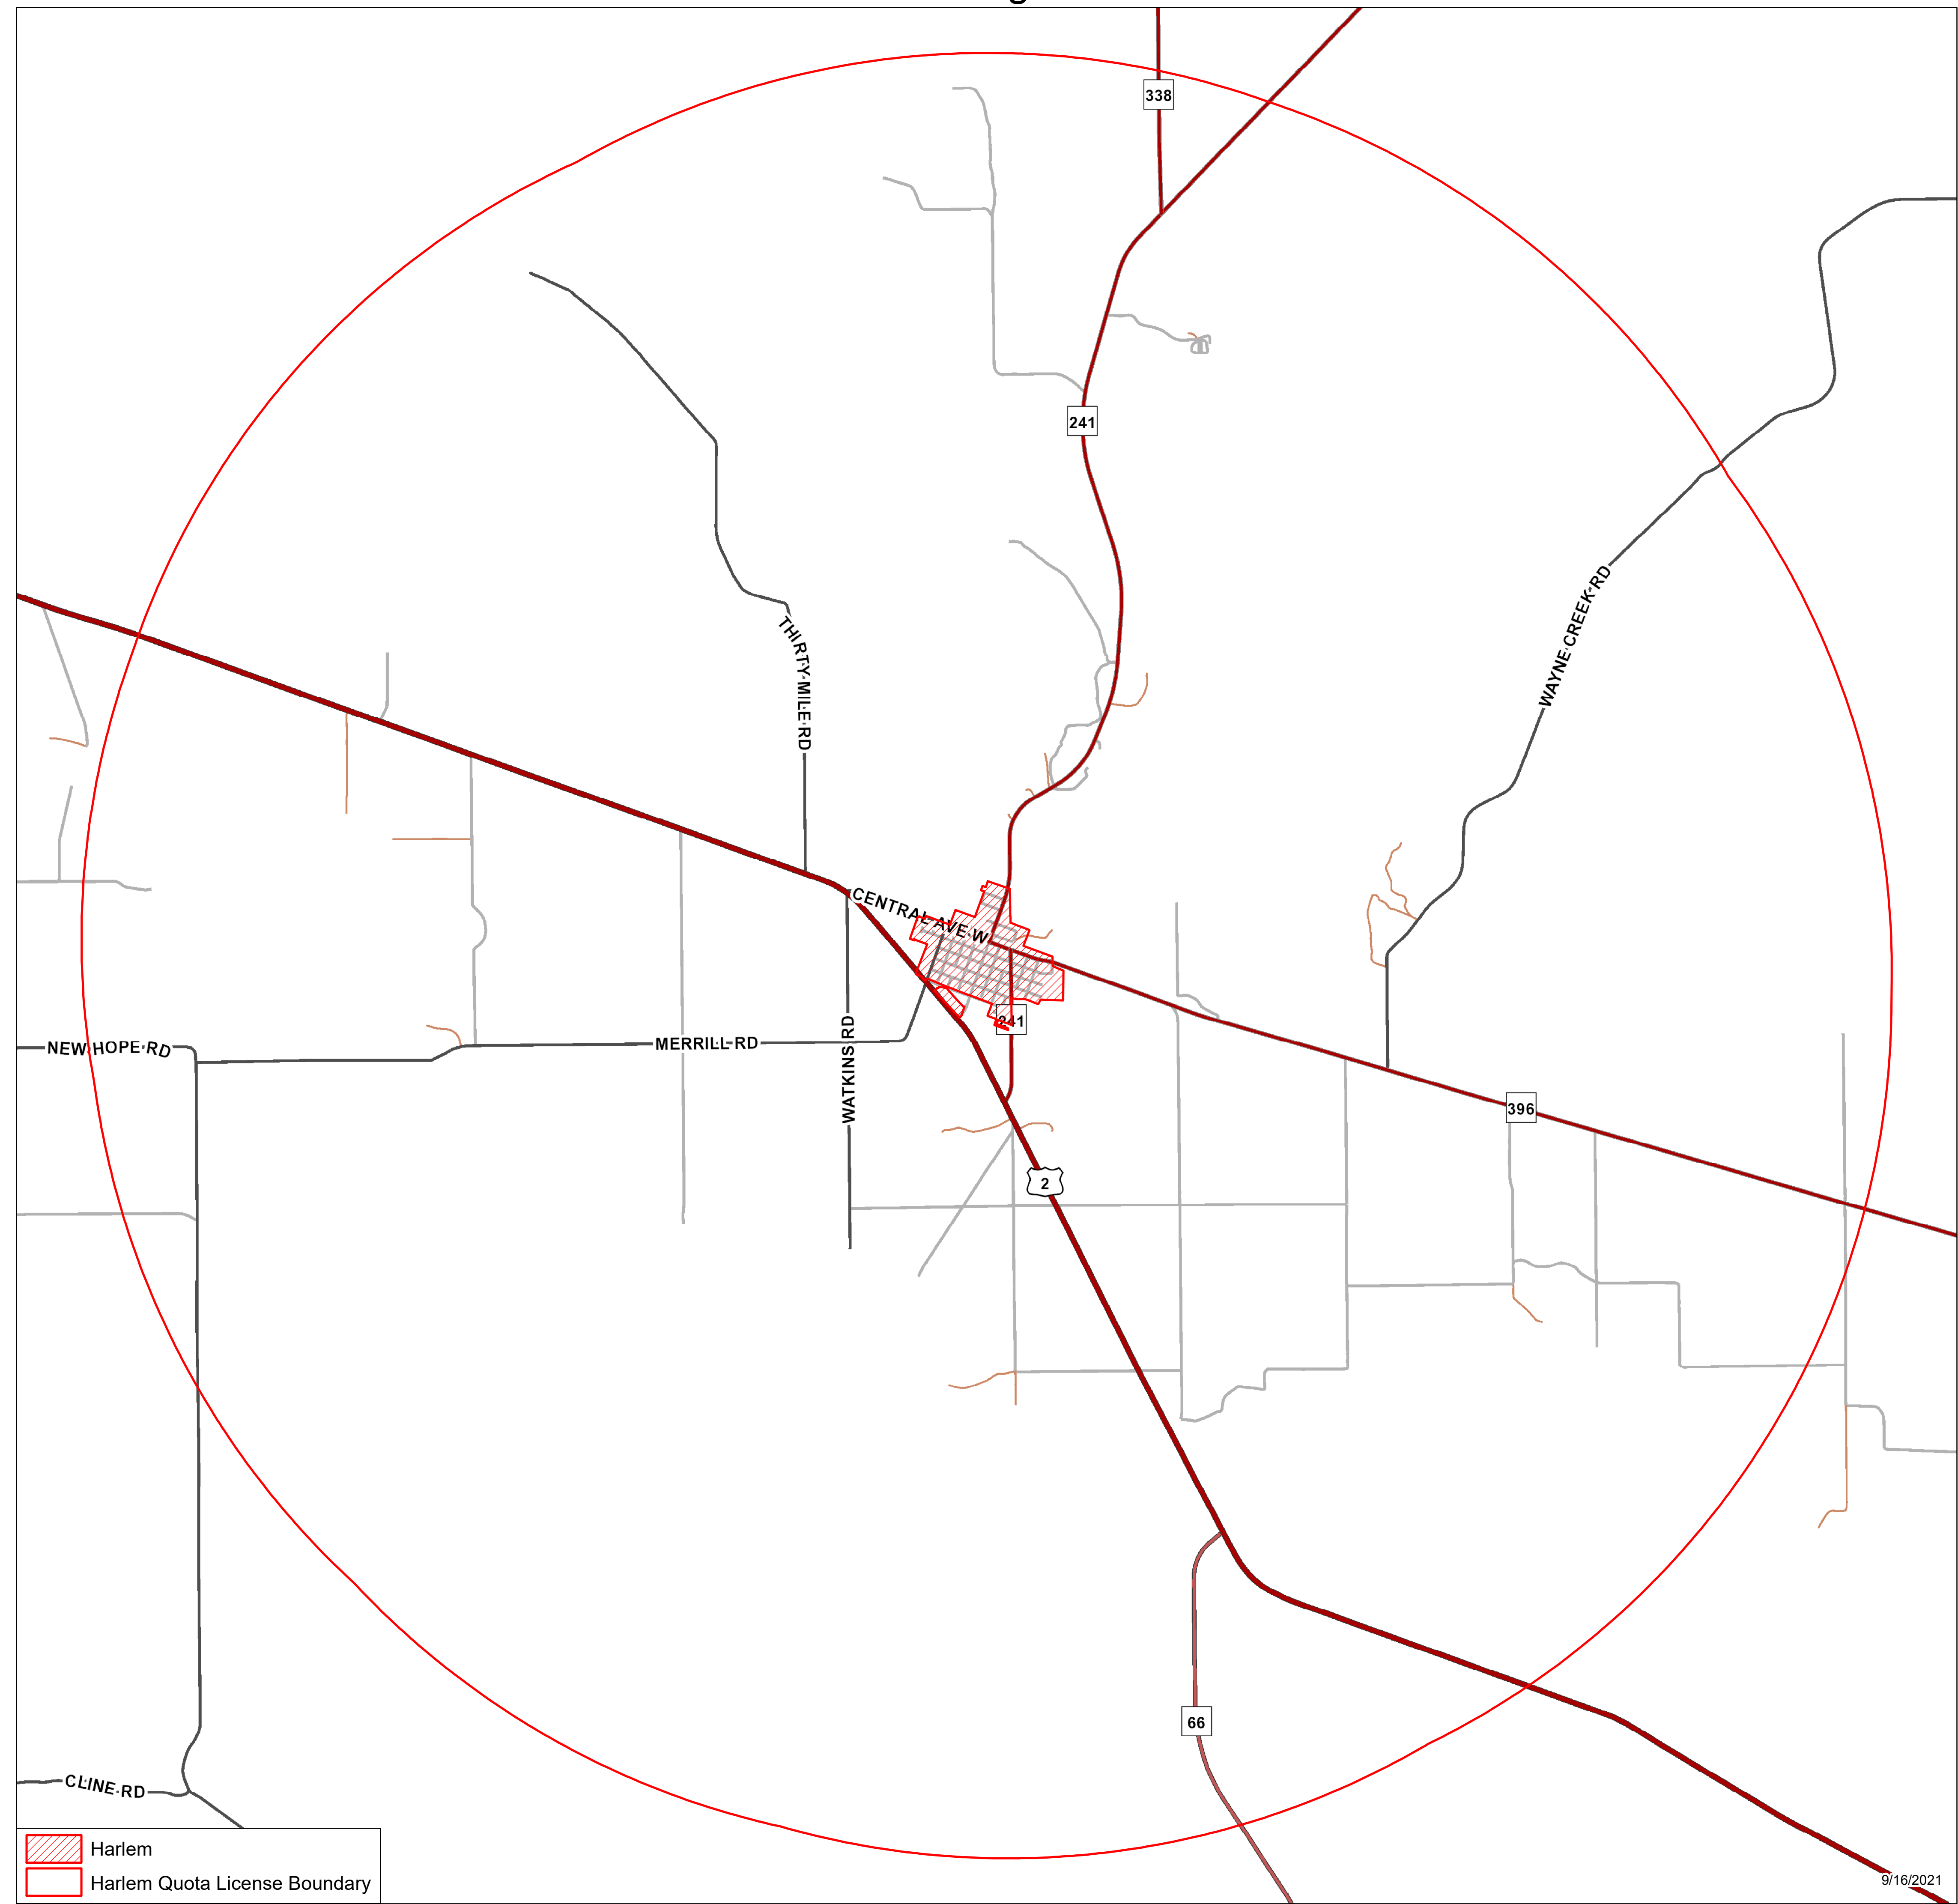 338
241
THIRTY MILE RD
WAYNE CREEK RD
CENTRAL AVE W
NEW HOPE RD
MERRILL RD
WATKINS RD
241
396
2
66
CLINE RD
Harlem
Harlem Quota License Boundary
9/16/2021